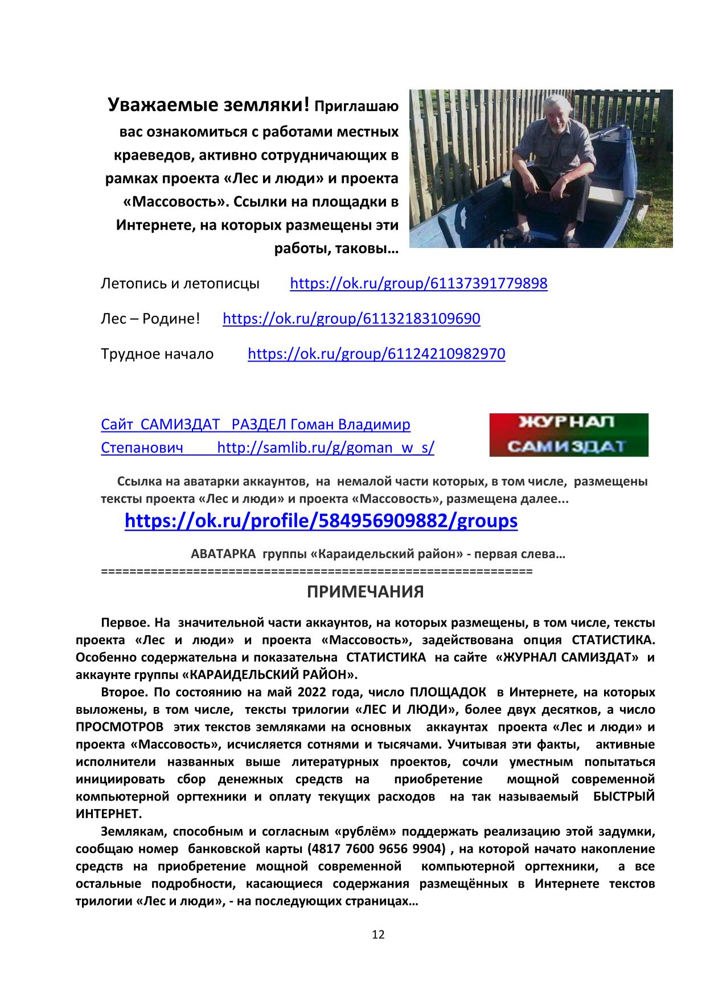 Уважаемые земляки! Приглашаю
вас ознакомиться с работами местных
краеведов, активно сотрудничающих в
рамках проекта «Лес и люди» и проекта
«Массовость». Ссылки на площадки в
Интернете, на которых размещены эти
работы, таковы…
Летопись и летописцы https://ok.ru/group/61137391779898
Лес – Родине! https://ok.ru/group/61132183109690
Трудное начало https://ok.ru/group/61124210982970
Сайт САМИЗДАТ РАЗДЕЛ Гоман Владимир
Степанович http://samlib.ru/g/goman_w_s/
ЖУРНАЛ
САМИЗДАТ
Ссылка на аватарки аккаунтов, на немалой части которых, в том числе, размещены
тексты проекта «Лес и люди» и проекта «Массовость», размещена далее...
https://ok.ru/profile/584956909882/groups
АВАТАРКА группы «Караидельский район» - первая слева…
=============================================================
ПРИМЕЧАНИЯ
Первое. На значительной части аккаунтов, на которых размещены, в том числе, тексты
проекта «Лес и люди» и проекта «Массовость», задействована опция СТАТИСТИКА.
Особенно содержательна и показательна СТАТИСТИКА на сайте «ЖУРНАЛ САМИЗДАТ» и
аккаунте группы «КАРАИДЕЛЬСКИЙ РАЙОН».
Второе. По состоянию на май 2022 года, число ПЛОЩАДОК в Интернете, на которых
выложены, в том числе, тексты трилогии «ЛЕС И ЛЮДИ», более двух десятков, а число
ПРОСМОТРОВ этих текстов земляками на основных аккаунтах проекта «Лес и люди» и
проекта «Массовость», исчисляется сотнями и тысячами. Учитывая эти факты, активные
исполнители названных выше литературных проектов, сочли уместным попытаться
инициировать сбор денежных средств на приобретение мощной современной
компьютерной оргтехники и оплату текущих расходов на так называемый БЫСТРЫЙ
ИНТЕРНЕТ.
Землякам, способным и согласным «рублём» поддержать реализацию этой задумки,
сообщаю номер банковской карты (4817 7600 9656 9904) , на которой начато накопление
средств на приобретение мощной современной компьютерной оргтехники, а все
остальные подробности, касающиеся содержания размещённых в Интернете текстов
трилогии «Лес и люди», - на последующих страницах…
12